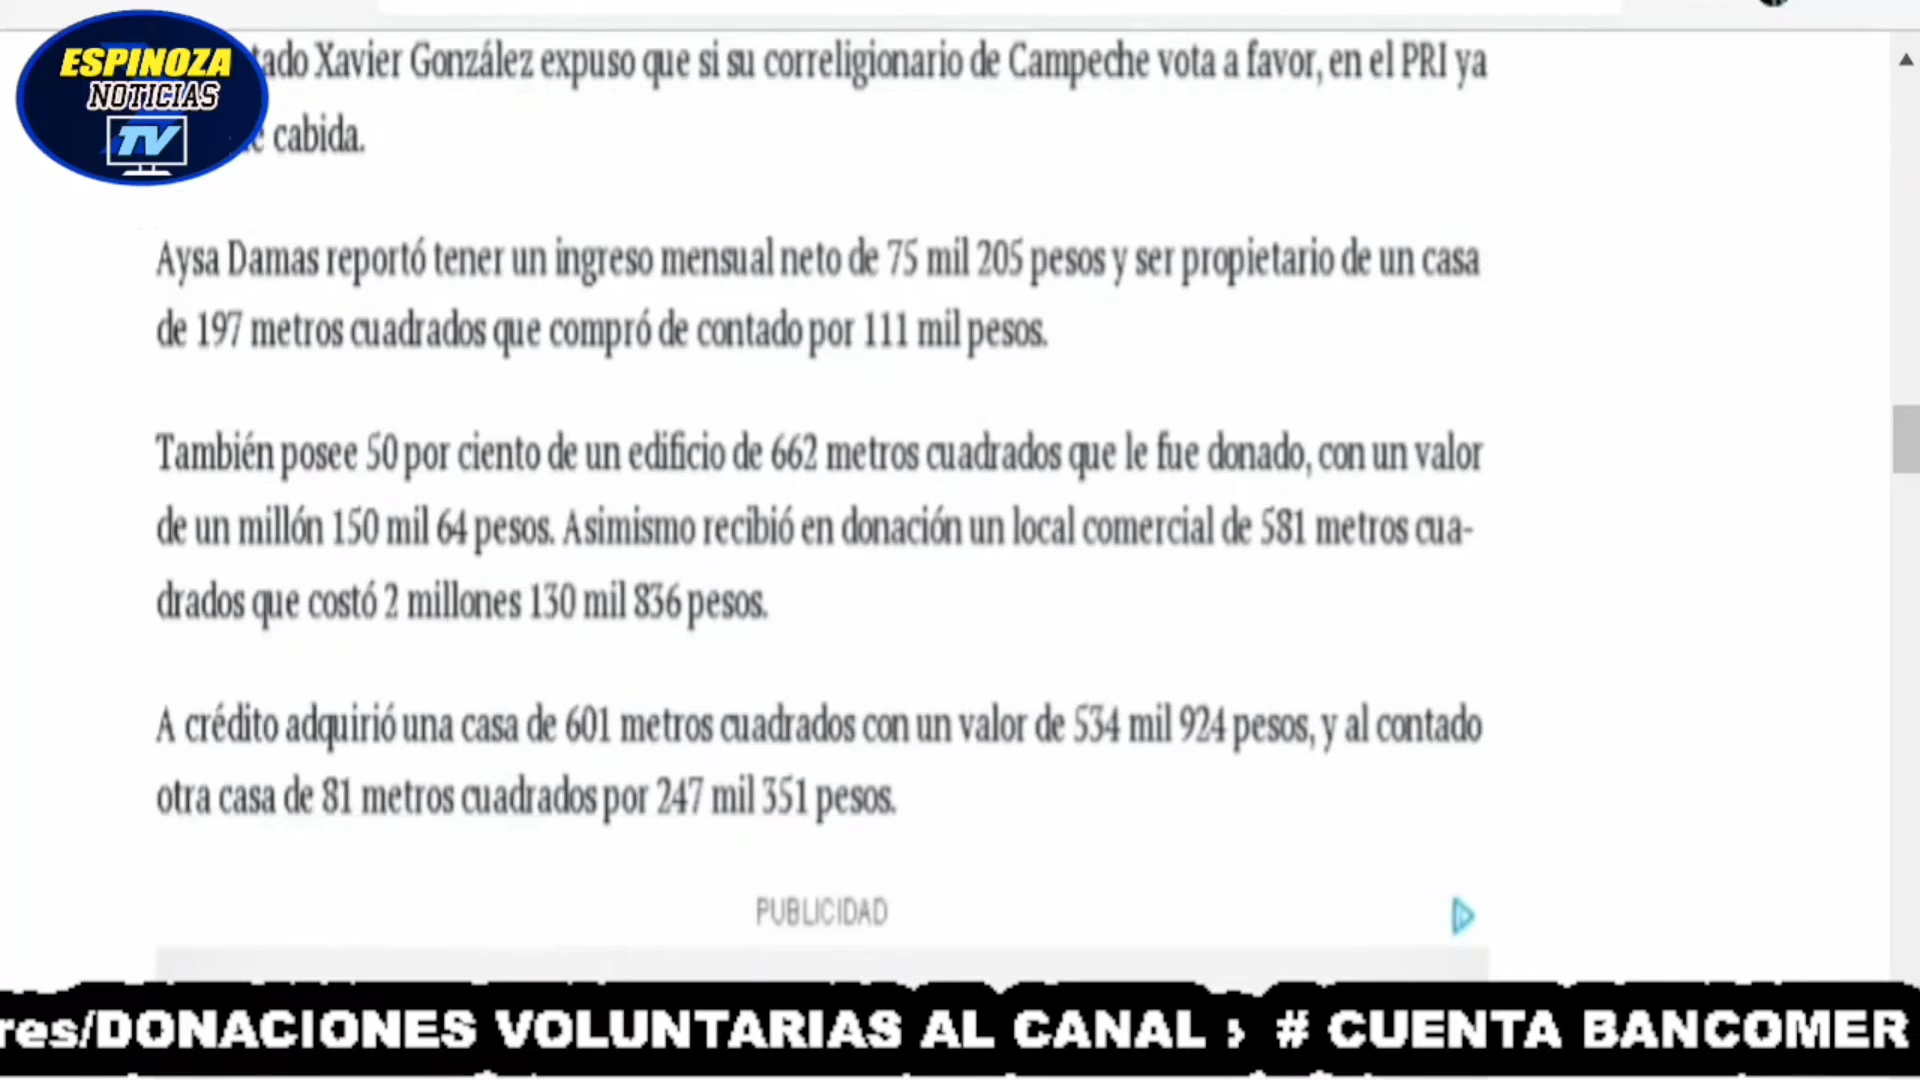 ESPINOZA
NOTICIAS
TV
tado Xavier González expuso que si su correligionario de Campeche vota a favor, en el PRI ya
cabida.
Aysa Damas reportó tener un ingreso mensual neto de 75 mil 205 pesos y ser propietario de un casa
de 197 metros cuadrados que compró de contado por 111 mil pesos.
También posee 50 por ciento de un edificio de 662 metros cuadrados que le fue donado, con un valor
de un millón 150 mil 64 pesos. Asimismo recibió en donación un local comercial de 581 metros cua-
drados que costó 2 millones 130 mil 836 pesos.
A crédito adquirió una casa de 601 metros cuadrados con un valor de 534 mil 924 pesos, y al contado
otra casa de 81 metros cuadrados por 247 mil 351 pesos.
PUBLICIDAD
res/DONACIONES VOLUNTARIAS AL CANAL › # CUENTA BANCOMER